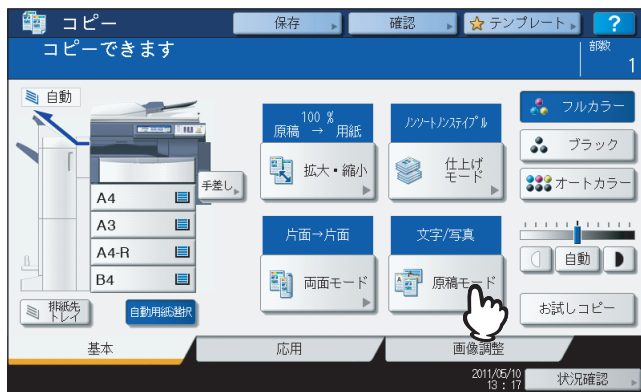 コピー
保存
確認
テンプレート
?
コピーできます
部数
1
自動
手差し
A4
A3
A4-R
B4
排紙先
トレイ
自動用紙選択
100 %
原稿 → 用紙
拡大・縮小
ノンソートノンステイプル
仕上げ
モード
片面→片面
両面モード
文字/写真
原稿モード
フルカラー
ブラック
オートカラー
自動
お試しコピー
基本
応用
画像調整
2011/05/10
13 : 17
状況確認